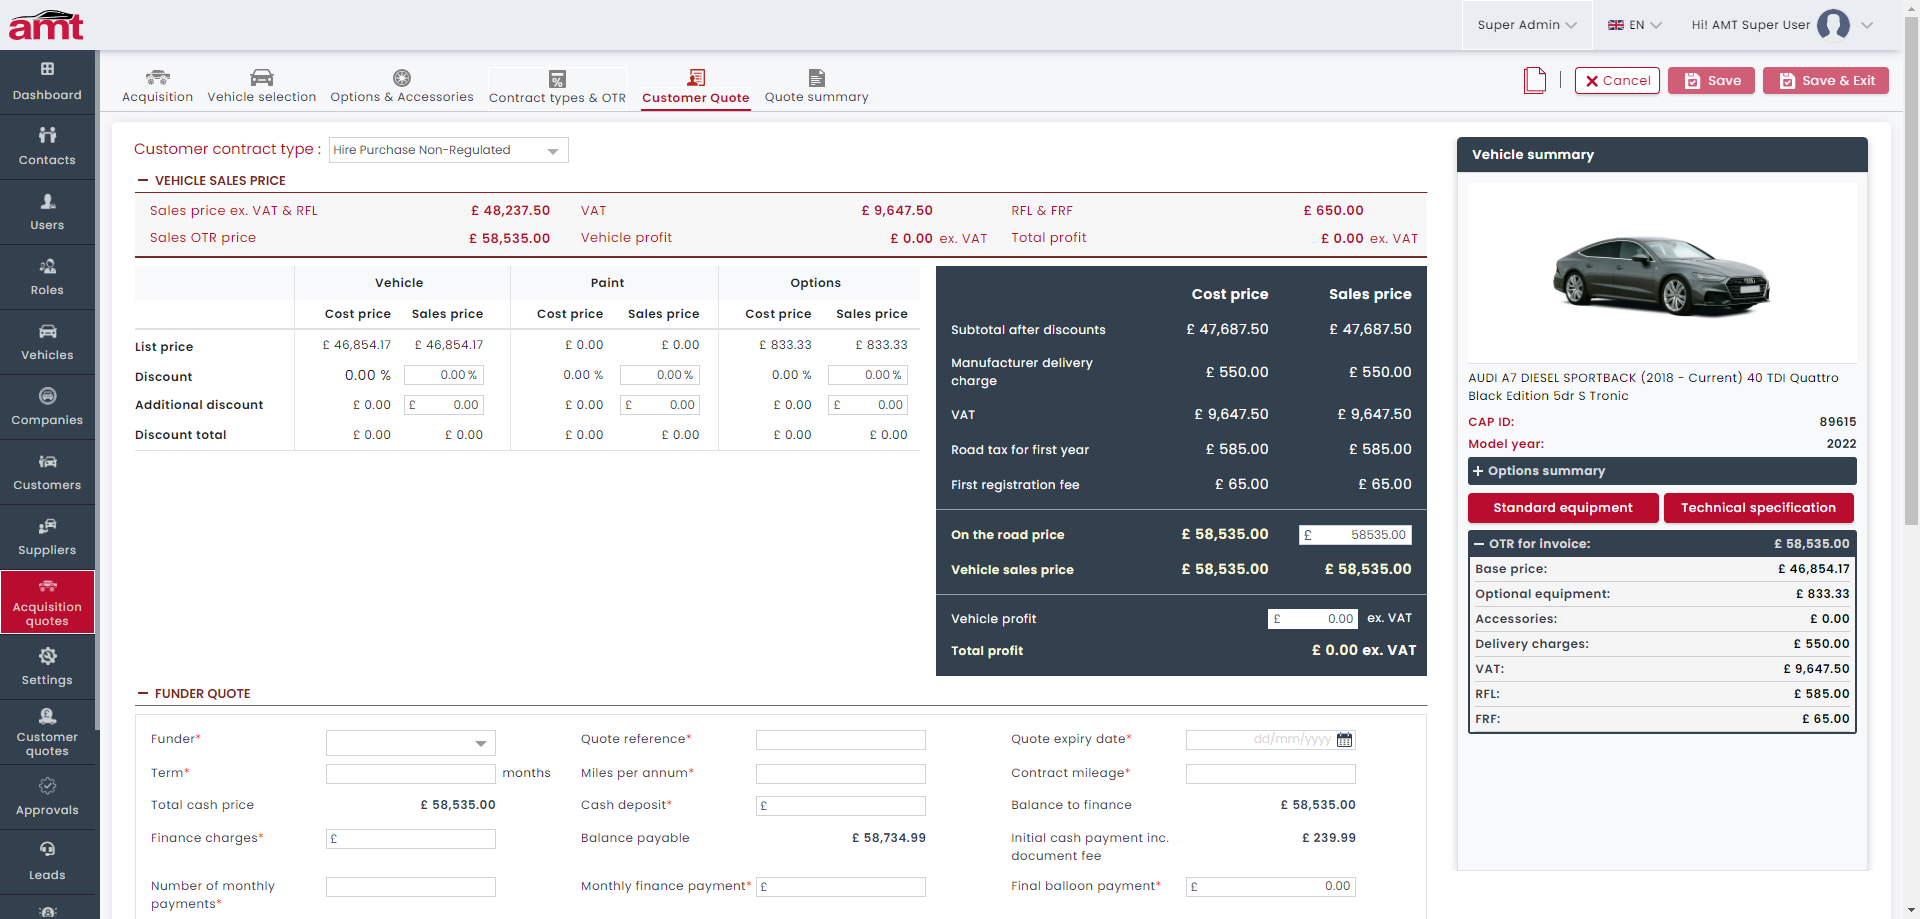 amt
Super Admin
EN
Hi! AMT Super User
Dashboard
Contacts
Users
Roles
Vehicles
Companies
Customers
Suppliers
Acquisition
quotes
Settings
Customer
quotes
Approvals
Leads
Acquisition
Vehicle selection
Options & Accessories
Contract types & OTR
Customer Quote
Quote summary
Cancel
Save
Save & Exit
Customer contract type : Hire Purchase Non-Regulated
VEHICLE SALES PRICE
Sales price ex. VAT & RFL £ 48,237.50 VAT £ 9,647.50 RFL & FRF £ 650.00
Sales OTR price £ 58,535.00 Vehicle profit £ 0.00 ex. VAT Total profit £ 0.00 ex. VAT
Vehicle Paint Options
Cost price Sales price Cost price Sales price Cost price Sales price
List price £ 46,854.17 £ 46,854.17 £ 0.00 £ 0.00 £ 833.33 £ 833.33
Discount 0.00 % 0.00 % 0.00 % 0.00 % 0.00 % 0.00 %
Additional discount £ 0.00 £ 0.00 £ 0.00 £ 0.00 £ 0.00 £ 0.00
Discount total £ 0.00 £ 0.00 £ 0.00 £ 0.00 £ 0.00 £ 0.00
Cost price Sales price
Subtotal after discounts £ 47,687.50 £ 47,687.50
Manufacturer delivery
charge £ 550.00 £ 550.00
VAT £ 9,647.50 £ 9,647.50
Road tax for first year £ 585.00 £ 585.00
First registration fee £ 65.00 £ 65.00
On the road price £ 58,535.00 £ 58535.00
Vehicle sales price £ 58,535.00 £ 58,535.00
Vehicle profit £ 0.00 ex. VAT
Total profit £ 0.00 ex. VAT
FUNDER QUOTE
Funder* Quote reference* Quote expiry date* dd/mm/yyyy
Term* months Miles per annum* Contract mileage*
Total cash price £ 58,535.00 Cash deposit* £ Balance to finance £ 58,535.00
Finance charges* £ Balance payable £ 58,734.99 Initial cash payment inc. £ 239.99
document fee
Number of monthly Monthly finance payment* £ Final balloon payment* £ 0.00
payments*
Vehicle summary
AUDI A7 DIESEL SPORTBACK (2018 - Current) 40 TDI Quattro
Black Edition 5dr S Tronic
CAP ID: 89615
Model year: 2022
Options summary
Standard equipment
Technical specification
OTR for invoice: £ 58,535.00
Base price: £ 46,854.17
Optional equipment: £ 833.33
Accessories: £ 0.00
Delivery charges: £ 550.00
VAT: £ 9,647.50
RFL: £ 585.00
FRF: £ 65.00